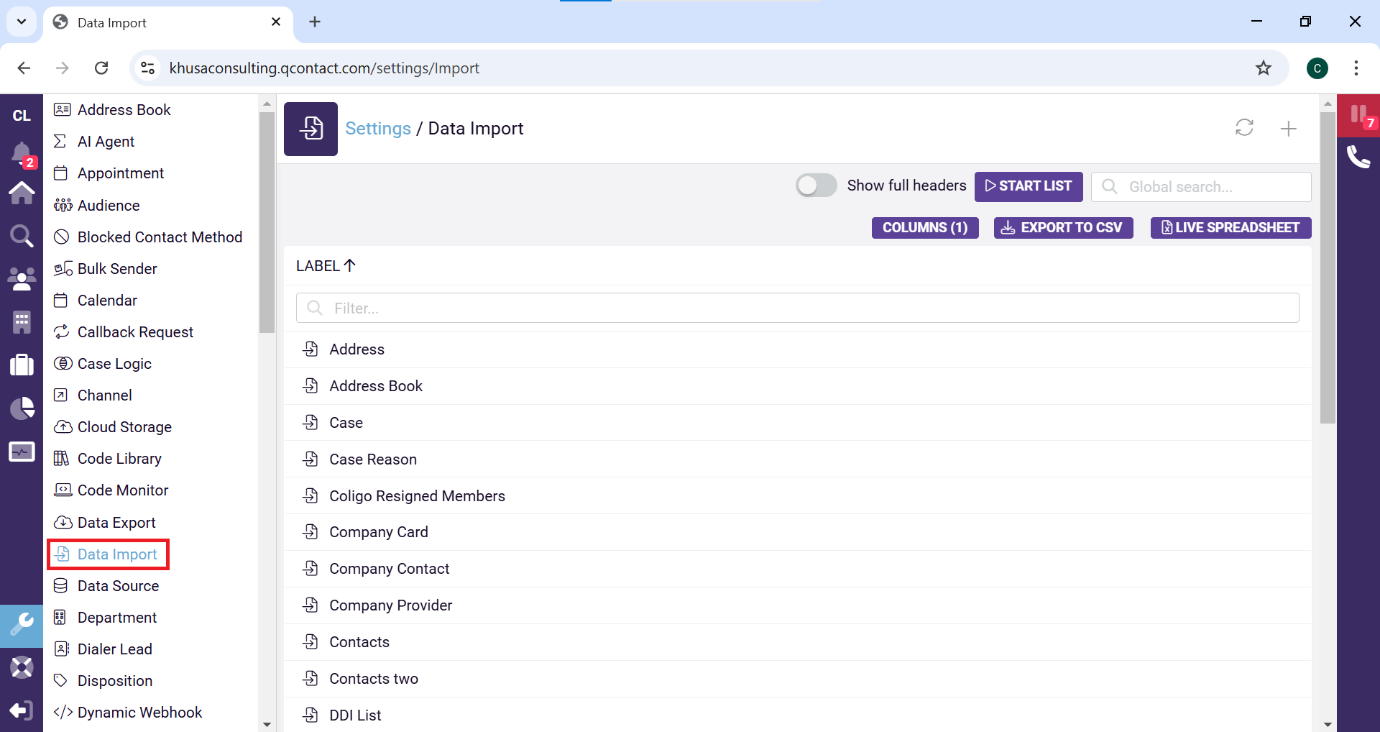 Data Import
khusaconsulting.qcontact.com/settings/Import
C
CL
2
7
Address Book
AI Agent
Appointment
Audience
Blocked Contact Method
Bulk Sender
Calendar
Callback Request
Case Logic
Channel
Cloud Storage
Code Library
Code Monitor
Data Export
Data Import
Data Source
Department
Dialer Lead
Disposition
Dynamic Webhook
Settings / Data Import
Show full headers
START LIST
Global search...
COLUMNS (1)
EXPORT TO CSV
LIVE SPREADSHEET
LABEL
Filter...
Address
Address Book
Case
Case Reason
Coligo Resigned Members
Company Card
Company Contact
Company Provider
Contacts
Contacts two
DDI List